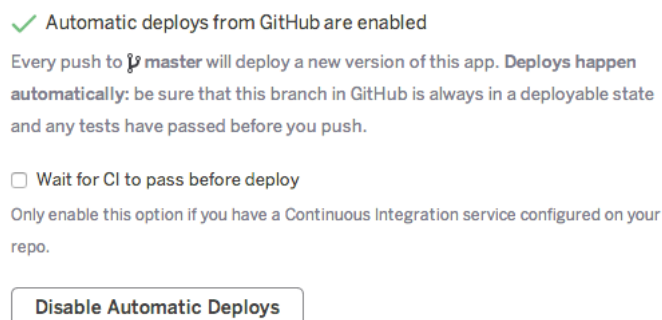 Automatic deploys from GitHub are enabled
Every push to master will deploy a new version of this app. Deploys happen
automatically: be sure that this branch in GitHub is always in a deployable state
and any tests have passed before you push.
Wait for CI to pass before deploy
Only enable this option if you have a Continuous Integration service configured on your
repo.
Disable Automatic Deploys